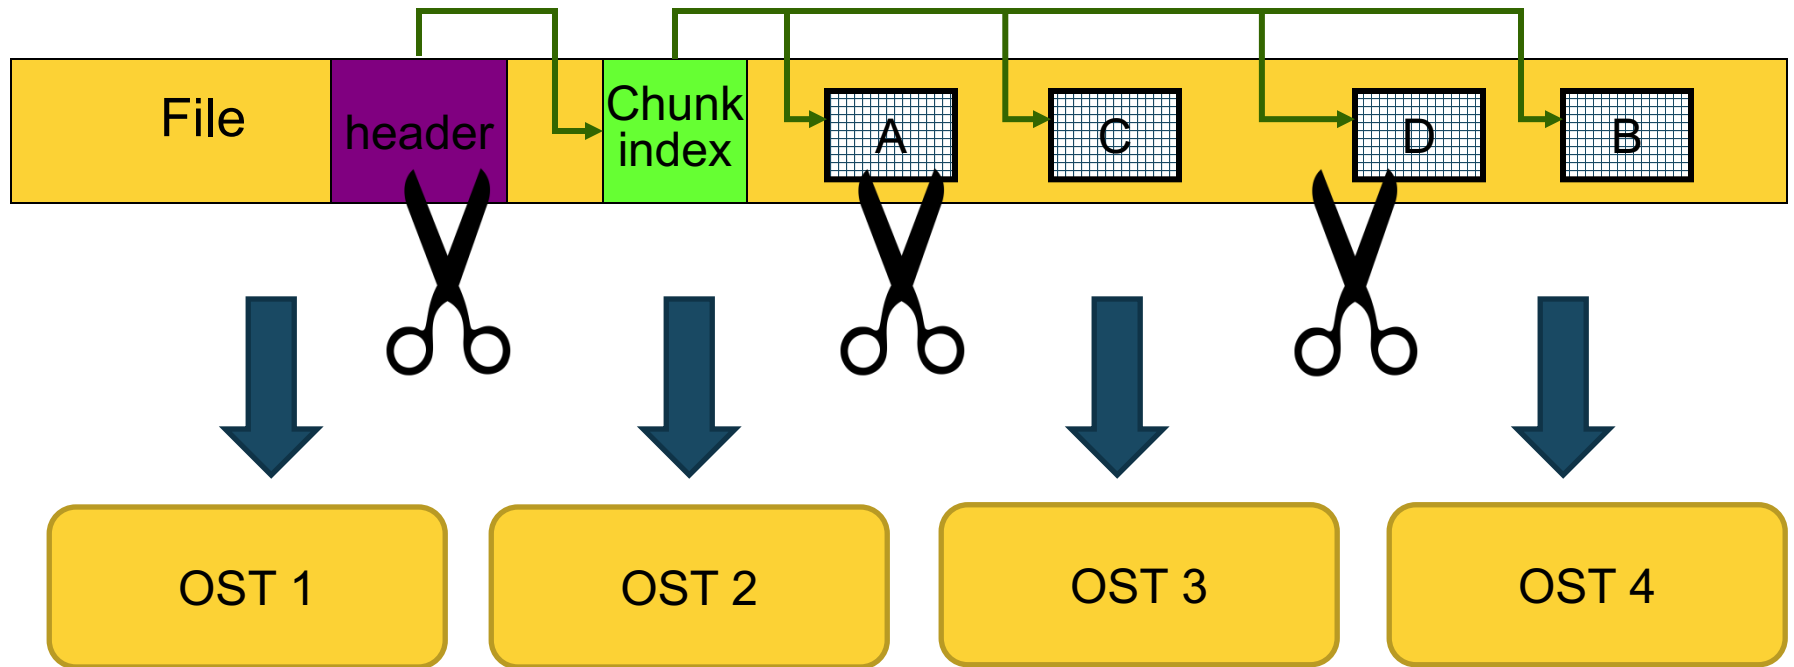 File
header
Chunk
index
A
C
D
B
OST 1
OST 2
OST 3
OST 4